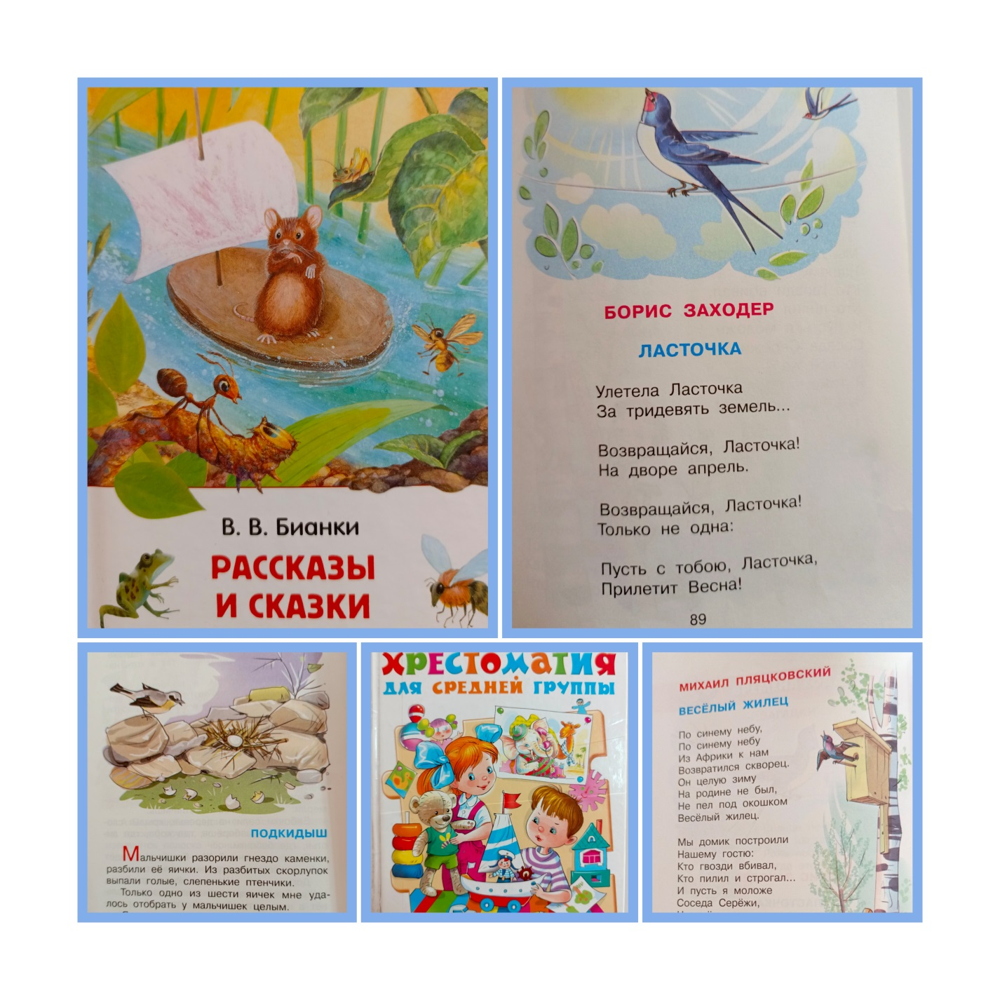 В. В. Бианки
РАССКАЗЫ
И СКАЗКИ
БОРИС ЗАХОДЕР
ЛАСТОЧКА
Улетела Ласточка
За тридевять земель...
Возвращайся, Ласточка!
На дворе апрель.
Возвращайся, Ласточка!
Только не одна:
Пусть с тобою, Ласточка,
Прилетит Весна!
89
ПОДКИДЫШ
Мальчишки разорили гнездо каменки,
разбили её яички. Из разбитых скорлупок
выпали голые, слепенькие птенчики.
Только одно из шести яичек мне уда-
лось отобрать у мальчишек целым.
ХРЕСТОМАТИЯ
ДЛЯ СРЕДНЕЙ ГРУППЫ
МИХАИЛ ПЛЯЦКОВСКИЙ
ВЕСЁЛЫЙ ЖИЛЕЦ
По синему небу,
По синему небу
Из Африки к нам
Возвратился скворец.
Он целую зиму
На родине не был,
Не пел под окошком
Весёлый жилец.
Мы домик построили
Нашему гостю:
Кто гвозди вбивал,
Кто пилил и строгал...
И пусть я моложе
Соседа Серёжи,